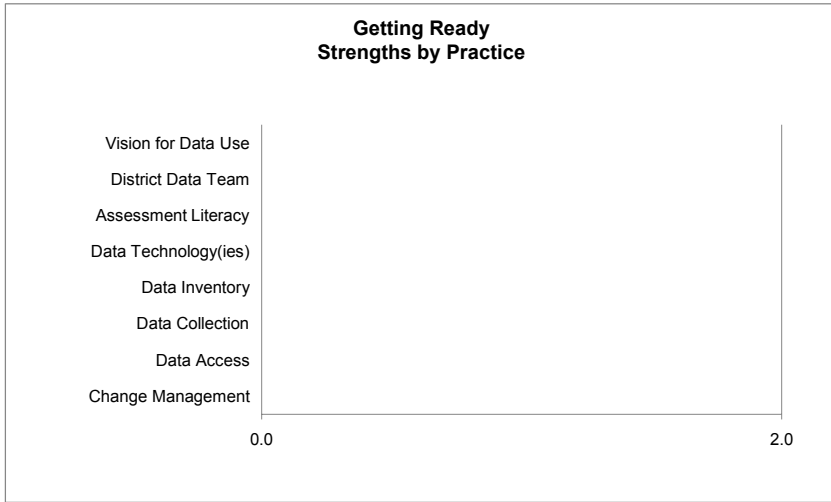 Getting Ready
Strengths by Practice
Vision for Data Use
District Data Team
Assessment Literacy
Data Technology(ies)
Data Inventory
Data Collection
Data Access
Change Management
0.0 2.0